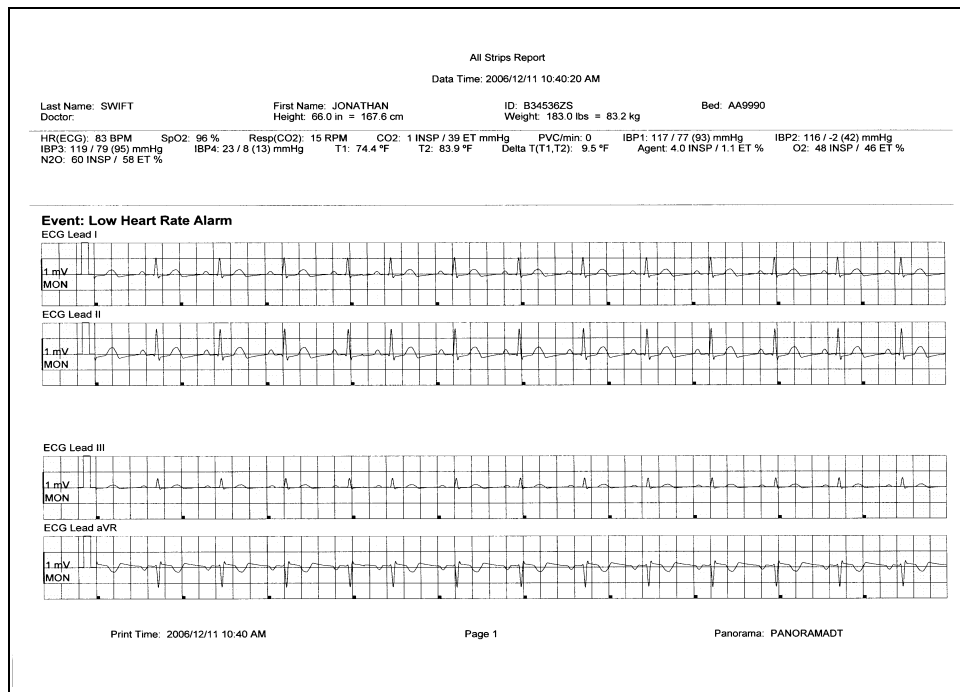 All Strips Report
Data Time: 2006/12/11 10:40:20 AM
Last Name: SWIFT First Name: JONATHAN ID: B34536ZS Bed: AA9990
Doctor: Height: 66.0 in = 167.6 cm Weight: 183.0 lbs = 83.2 kg
HR(ECG): 83 BPM SpO2: 96 % Resp(CO2): 15 RPM CO2: 1 INSP / 39 ET mmHg PVC/min: 0 IBP1: 117 / 77 (93) mmHg IBP2: 116 / -2 (42) mmHg
IBP3: 119 / 79 (95) mmHg IBP4: 23 / 8 (13) mmHg T1: 74.4 °F T2: 83.9 °F Delta T(T1,T2): 9.5 °F Agent: 4.0 INSP / 1.1 ET % O2: 48 INSP / 46 ET %
N2O: 60 INSP / 58 ET %
Event: Low Heart Rate Alarm
ECG Lead I
1 mV
MON
ECG Lead II
1 mV
MON
ECG Lead III
1 mV
MON
ECG Lead aVR
1 mV
MON
Print Time: 2006/12/11 10:40 AM Page 1 Panorama: PANORAMADT